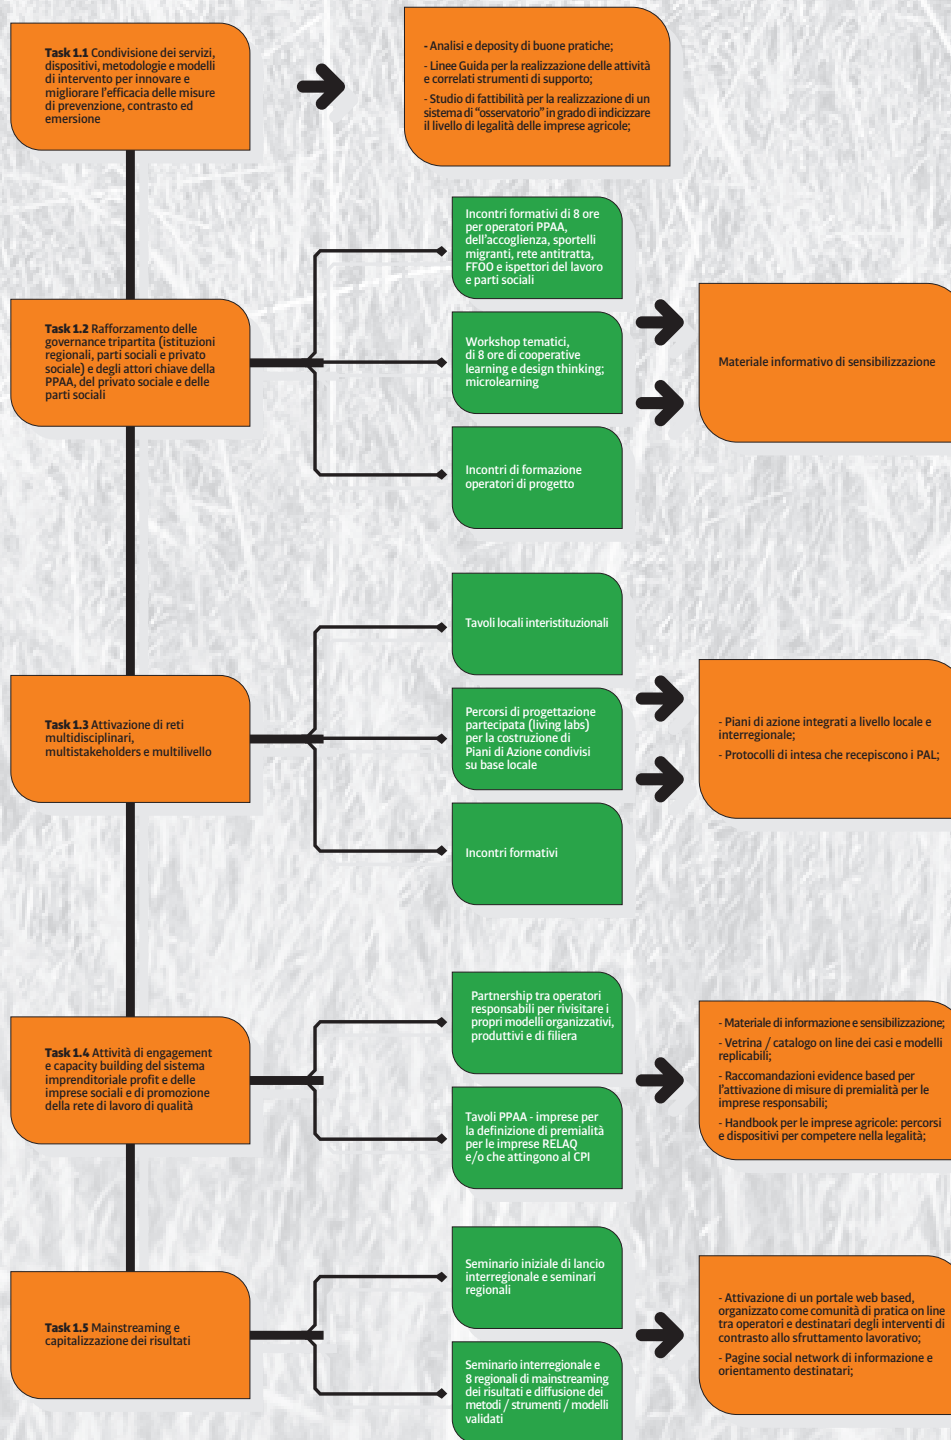 Task 1.1 Condivisione dei servizi,
dispositivi, metodologie e modelli
di intervento per innovare e
migliorare l'efficacia delle misure
di prevenzione, contrasto ed
emersione
- Analisi e deposity di buone pratiche;
- Linee Guida per la realizzazione delle attività
e correlati strumenti di supporto;
- Studio di fattibilità per la realizzazione di un
sistema di "osservatorio" in grado di indicizzare
il livello di legalità delle imprese agricole;
Task 1.2 Rafforzamento delle
governance tripartita (istituzioni
regionali, parti sociali e privato
sociale) e degli attori chiave della
PPAA, del privato sociale e delle
parti sociali
Incontri formativi di 8 ore
per operatori PPAA,
dell'accoglienza, sportelli
migranti, rete antitratta,
FFOO e ispettori del lavoro
e parti sociali
Workshop tematici,
di 8 ore di cooperative
learning e design thinking;
microlearning
Incontri di formazione
operatori di progetto
Materiale informativo di sensibilizzazione
Task 1.3 Attivazione di reti
multidisciplinari,
multistakeholders e multilivello
Tavoli locali interistituzionali
Percorsi di progettazione
partecipata (living labs)
per la costruzione di
Piani di Azione condivisi
su base locale
Incontri formativi
- Piani di azione integrati a livello locale e
interregionale;
- Protocolli di intesa che recepiscono i PAL;
Task 1.4 Attività di engagement
e capacity building del sistema
imprenditoriale profit e delle
imprese sociali e di promozione
della rete di lavoro di qualità
Partnership tra operatori
responsabili per rivisitare i
propri modelli organizzativi,
produttivi e di filiera
Tavoli PPAA - imprese per
la definizione di premialità
per le imprese RELAQ
e/o che attingono al CPI
- Materiale di informazione e sensibilizzazione;
- Vetrina / catalogo on line dei casi e modelli
replicabili;
- Raccomandazioni evidence based per
l'attivazione di misure di premialità per le
imprese responsabili;
- Handbook per le imprese agricole: percorsi
e dispositivi per competere nella legalità;
Task 1.5 Mainstreaming e
capitalizzazione dei risultati
Seminario iniziale di lancio
interregionale e seminari
regionali
Seminario interregionale e
8 regionali di mainstreaming
dei risultati e diffusione dei
metodi / strumenti / modelli
validati
- Attivazione di un portale web based,
organizzato come comunità di pratica on line
tra operatori e destinatari degli interventi di
contrasto allo sfruttamento lavorativo;
- Pagine social network di informazione e
orientamento destinatari;